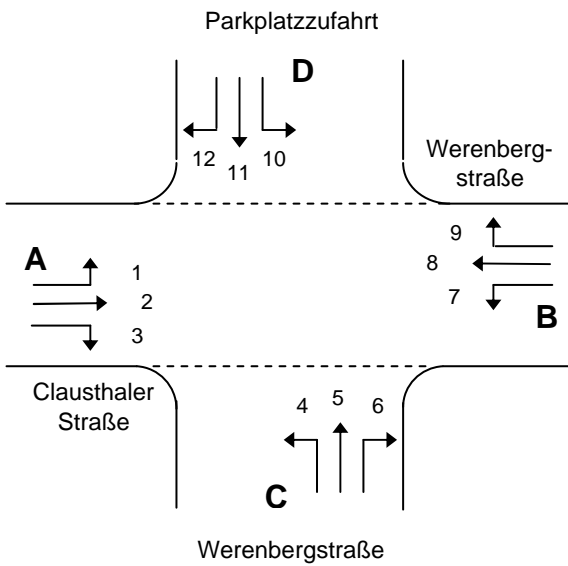 Parkplatzzufahrt
D
12
11
10
Werenberg-
straße
A
1
2
3
9
8
7
B
Clausthaler
Straße
4
5
6
C
Werenbergstraße